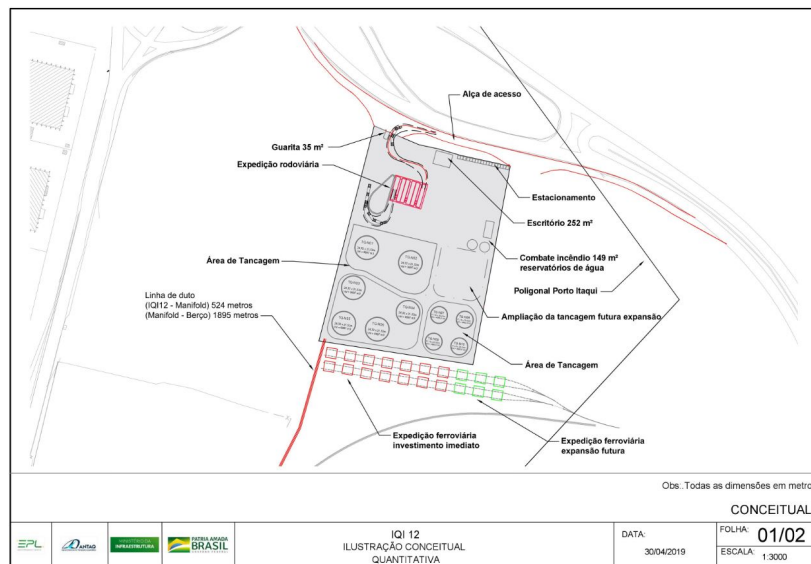 Alça de acesso
Guarita 35 m²
Expedição rodoviária
Estacionamento
Escritório 252 m²
Combate incêndio 149 m²
reservatórios de água
Área de Tancagem
Poligonal Porto Itaqui
Linha de duto
(IQI12 - Manifold) 524 metros
(Manifold - Berço) 1895 metros
Ampliação da tancagem futura expansão
Área de Tancagem
Expedição ferroviária
investimento imediato
Expedição ferroviária
expansão futura
Obs.:Todas as dimensões em metro
CONCEITUAL
EPL
ANTAQ
MINISTÉRIO DA
INFRAESTRUTURA
PÁTRIA AMADA
BRASIL
IQI 12
ILUSTRAÇÃO CONCEITUAL
QUANTITATIVA
DATA:
30/04/2019
FOLHA: 01/02
ESCALA: 1:3000